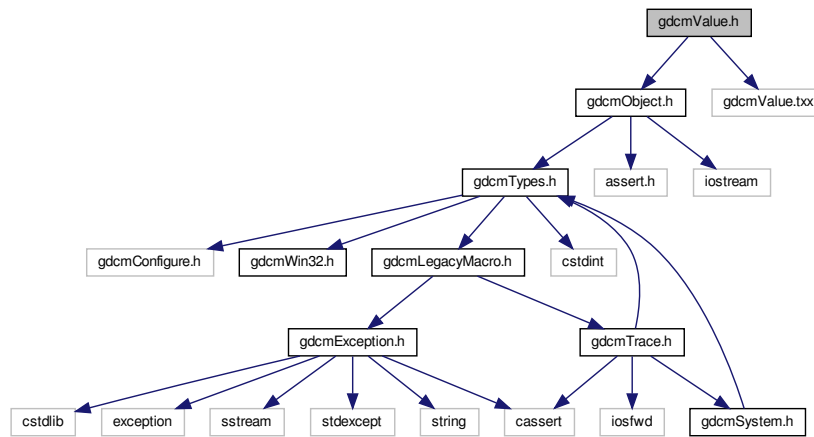 gdcmValue.h
gdcmObject.h
gdcmValue.txx
gdcmTypes.h
assert.h
iostream
gdcmConfigure.h
gdcmWin32.h
gdcmLegacyMacro.h
cstdint
gdcmException.h
gdcmTrace.h
cstdlib
exception
sstream
stdexcept
string
cassert
iosfwd
gdcmSystem.h